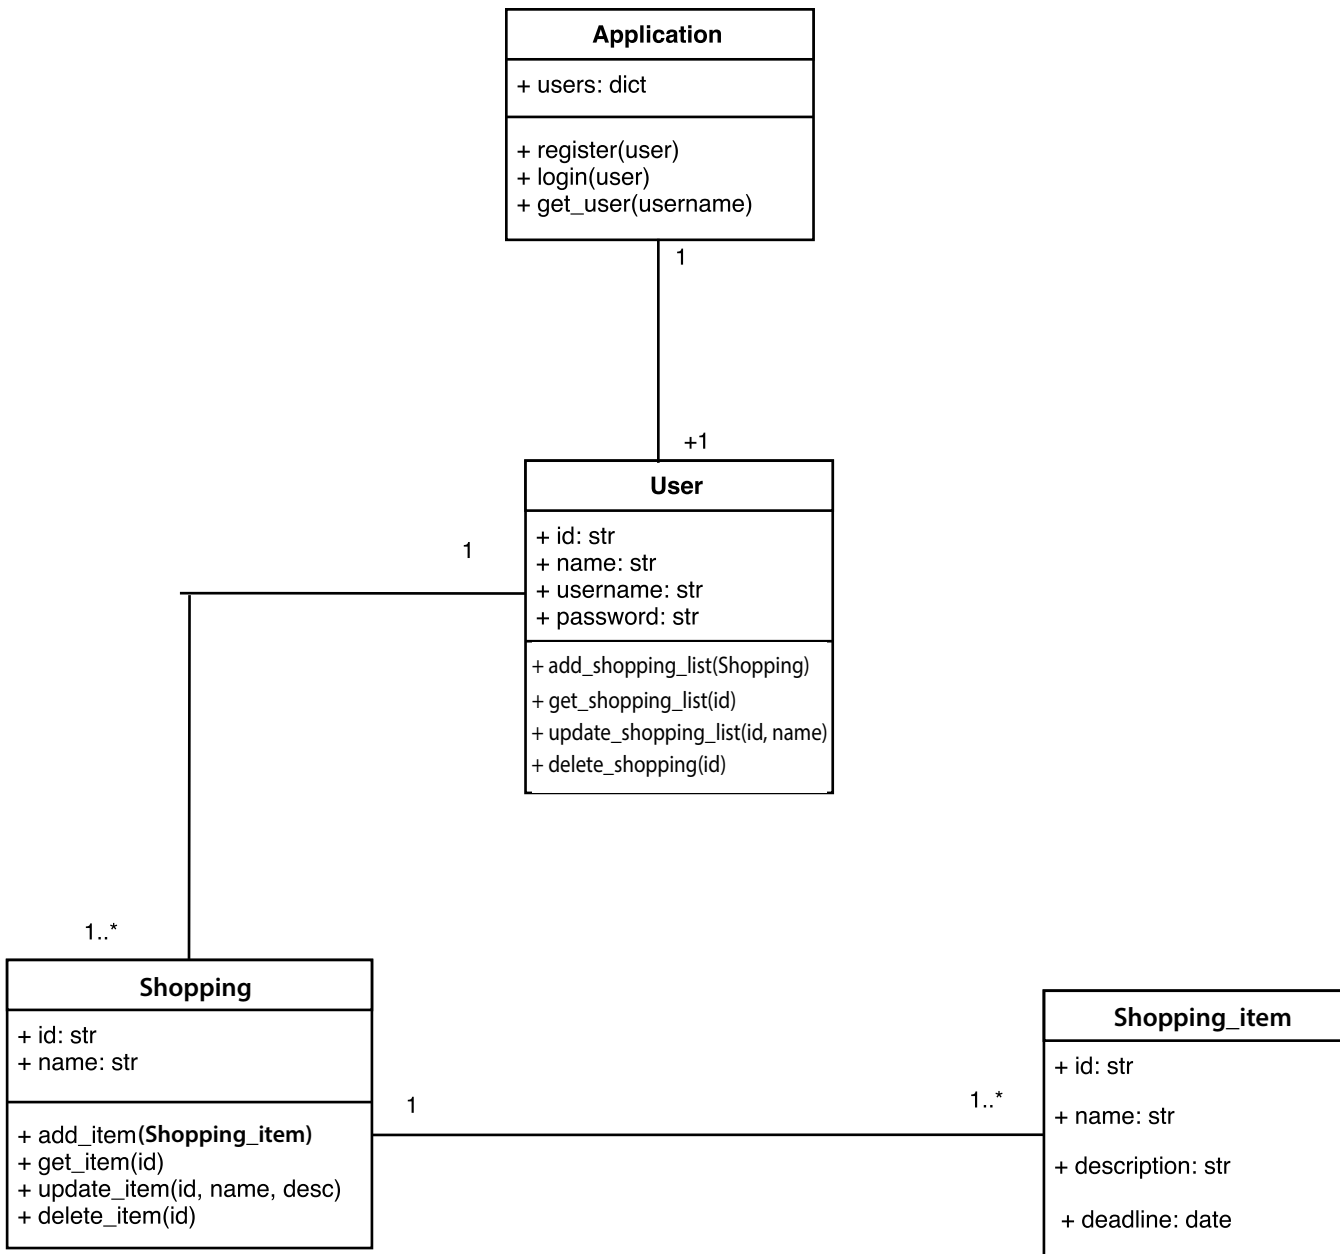 Application
+ users: dict
+ register(user)
+ login(user)
+ get_user(username)
1
+1
User
+ id: str
+ name: str
+ username: str
+ password: str
+ add_shopping_list(Shopping)
+ get_shopping_list(id)
+ update_shopping_list(id, name)
+ delete_shopping(id)
1
1..*
Shopping
+ id: str
+ name: str
+ add_item(Shopping_item)
+ get_item(id)
+ update_item(id, name, desc)
+ delete_item(id)
1
1..*
Shopping_item
+ id: str
+ name: str
+ description: str
+ deadline: date